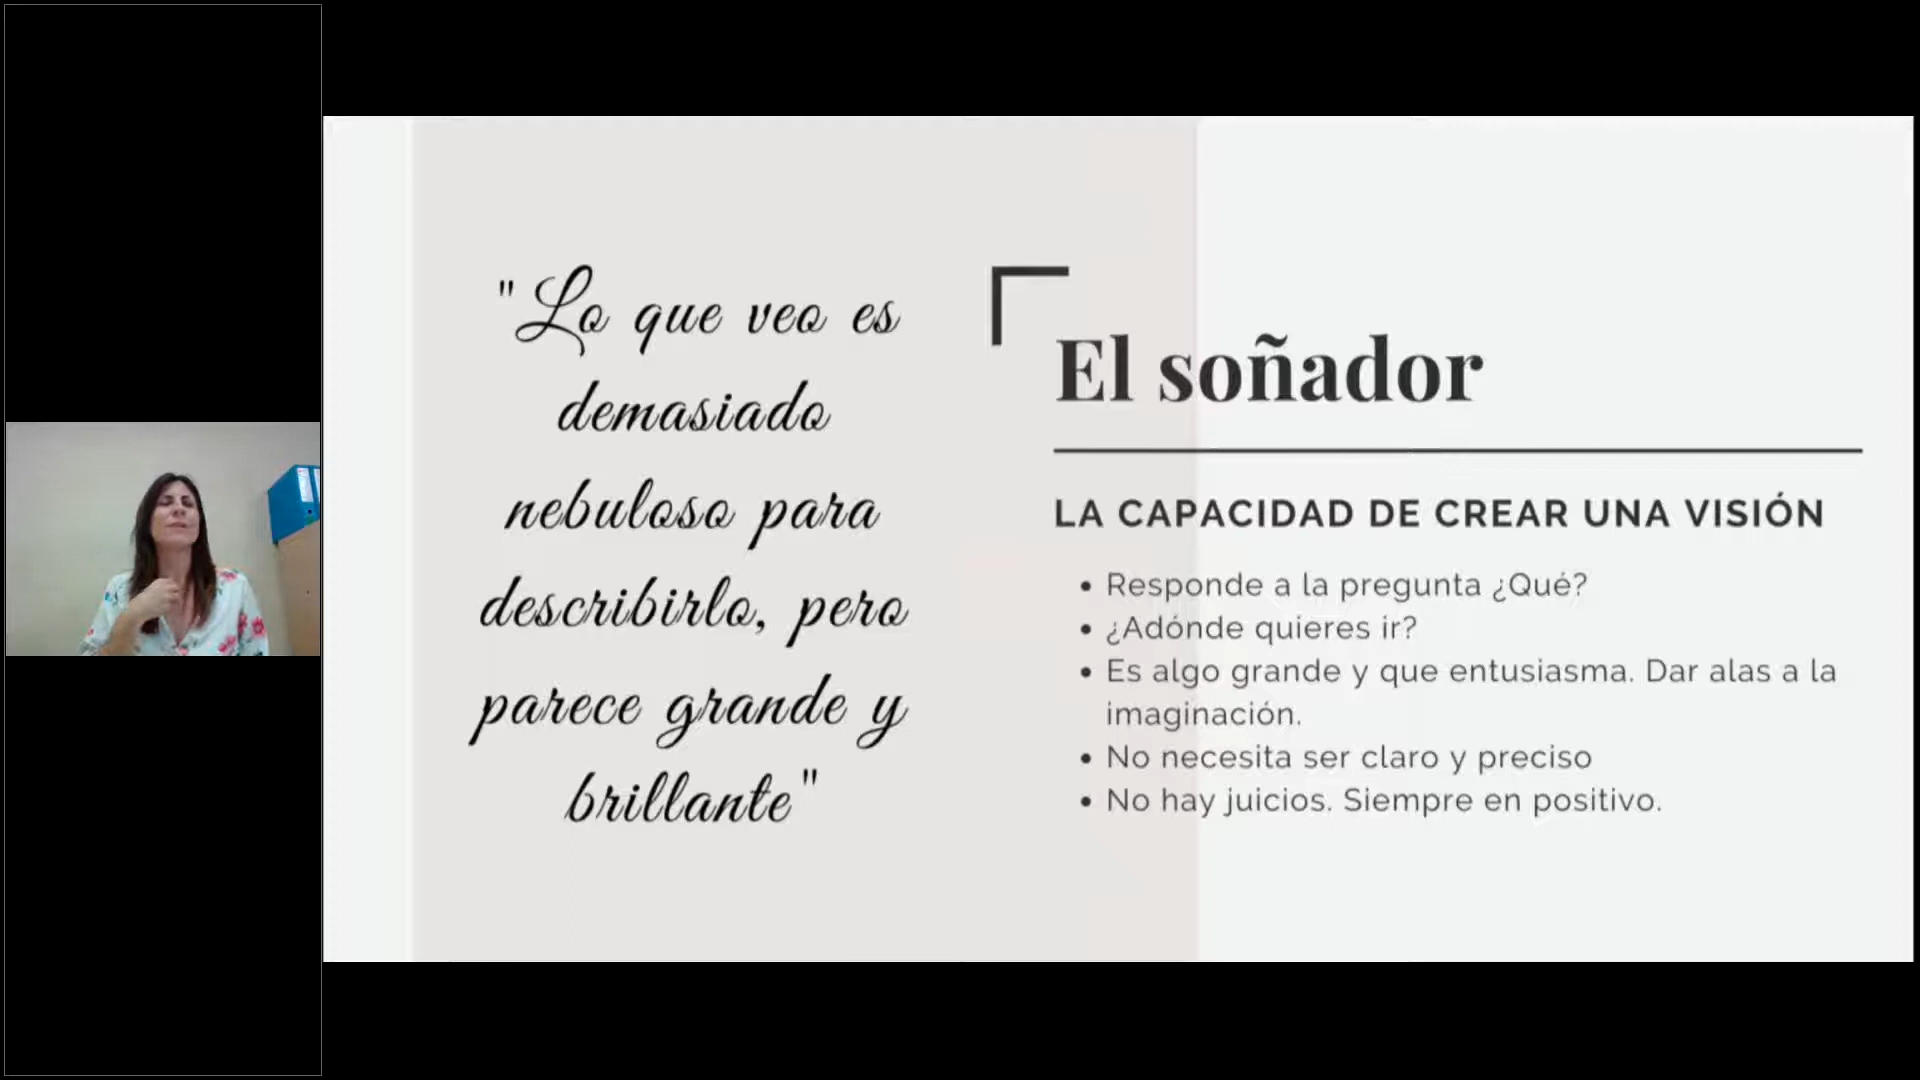 "Lo que veo es
demasiado
nebuloso para
describirlo, pero
parece grande y
brillante"
El soñador
LA CAPACIDAD DE CREAR UNA VISIÓN
• Responde a la pregunta ¿Qué?
• ¿Adónde quieres ir?
• Es algo grande y que entusiasma. Dar alas a la
imaginación.
• No necesita ser claro y preciso
• No hay juicios. Siempre en positivo.